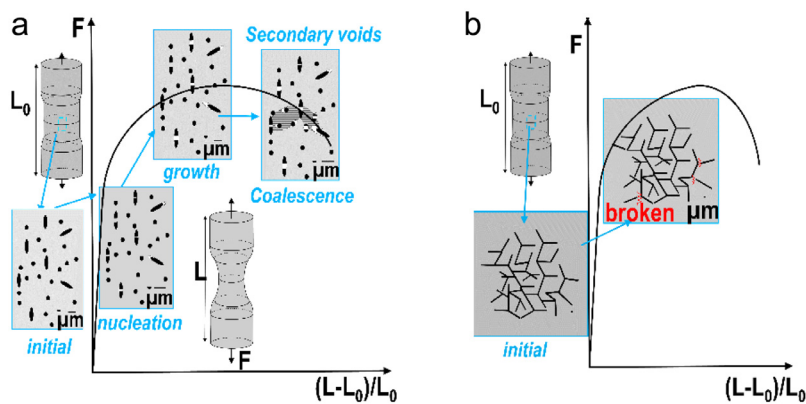 a
F
L0
Secondary voids
μm
growth
μm
Coalescence
μm
initial
μm
nucleation
L
F
(L-L0)/L0
b
F
L0
broken
μm
initial
(L-L0)/L0